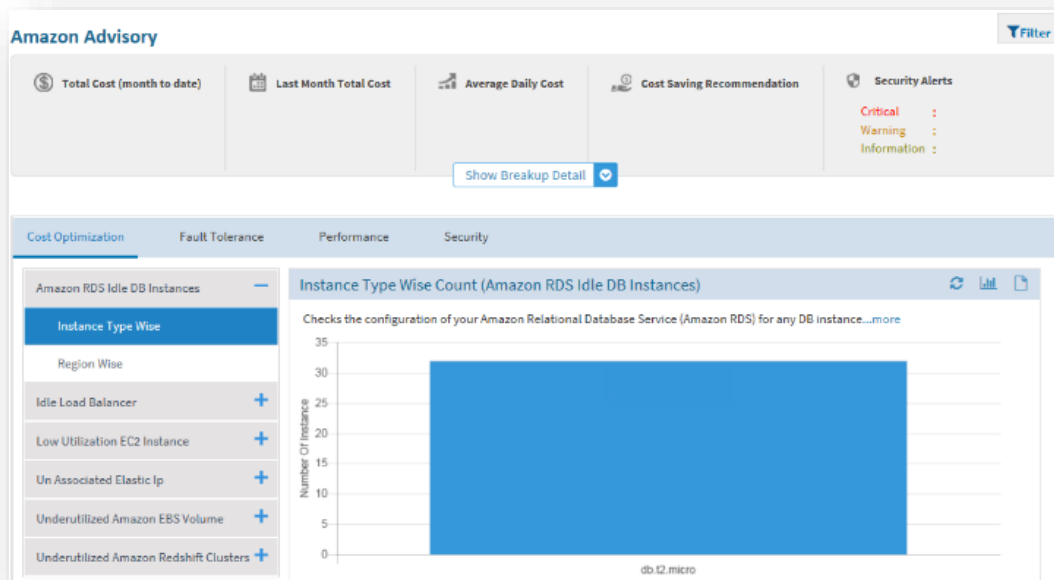 Amazon Advisory
Filter
Total Cost (month to date)
Last Month Total Cost
Average Daily Cost
Cost Saving Recommendation
Security Alerts
Critical :
Warning :
Information :
Show Breakup Detail
Cost Optimization
Fault Tolerance
Performance
Security
Amazon RDS Idle DB Instances
Instance Type Wise
Region Wise
Idle Load Balancer
Low Utilization EC2 Instance
Un Associated Elastic Ip
Underutilized Amazon EBS Volume
Underutilized Amazon Redshift Clusters
Instance Type Wise Count (Amazon RDS Idle DB Instances)
Checks the configuration of your Amazon Relational Database Service (Amazon RDS) for any DB instance...more
Number Of Instance
35
30
25
20
15
10
5
0
db.t2.micro